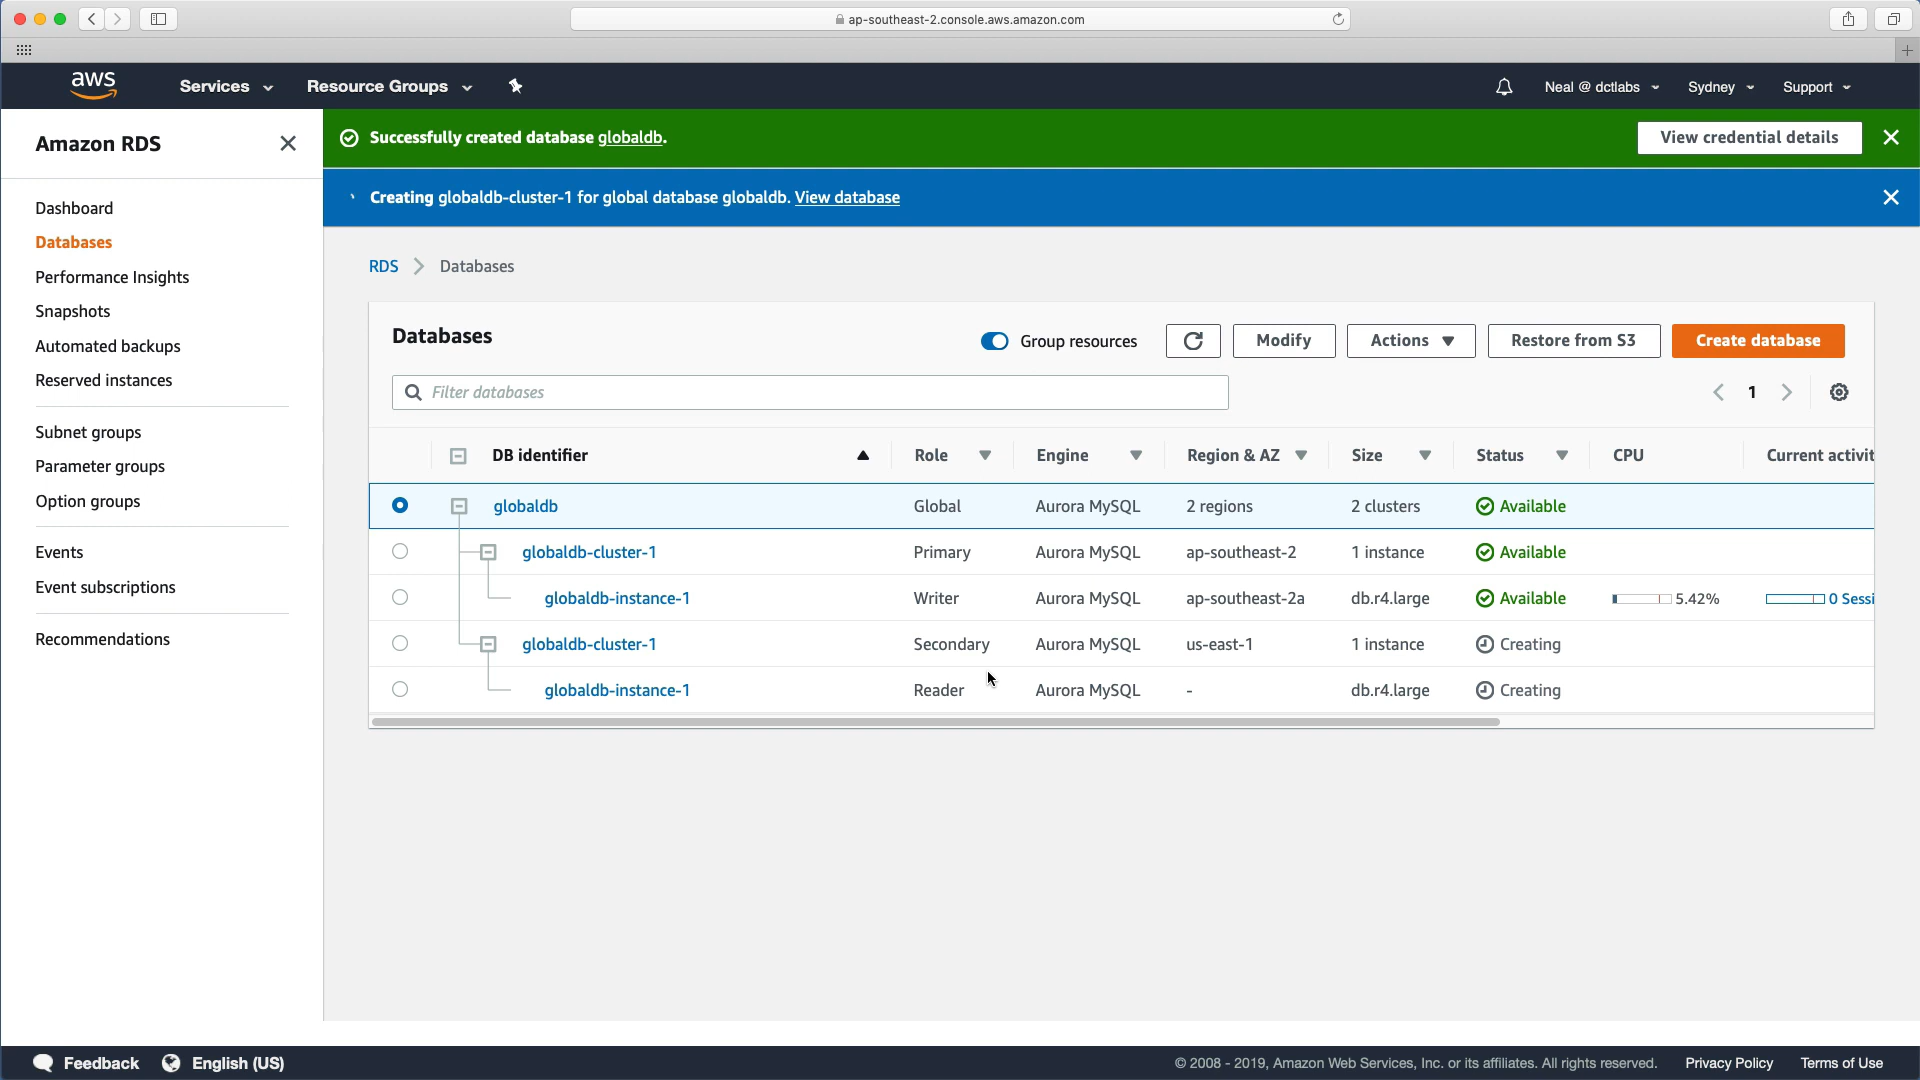 ap-southeast-2.console.aws.amazon.com
aws
Services
Resource Groups
Neal @ dctlabs
Sydney
Support
Amazon RDS
Dashboard
Databases
Performance Insights
Snapshots
Automated backups
Reserved instances
Subnet groups
Parameter groups
Option groups
Events
Event subscriptions
Recommendations
Successfully created database globaldb.
View credential details
Creating globaldb-cluster-1 for global database globaldb. View database
RDS Databases
Databases
Group resources
Modify
Actions
Restore from S3
Create database
Filter databases
1
DB identifier Role Engine Region & AZ Size Status CPU Current activit
globaldb Global Aurora MySQL 2 regions 2 clusters Available
globaldb-cluster-1 Primary Aurora MySQL ap-southeast-2 1 instance Available
globaldb-instance-1 Writer Aurora MySQL ap-southeast-2a db.r4.large Available 5.42% 0 Sessi
globaldb-cluster-1 Secondary Aurora MySQL us-east-1 1 instance Creating
globaldb-instance-1 Reader Aurora MySQL - db.r4.large Creating
Feedback
English (US)
© 2008 - 2019, Amazon Web Services, Inc. or its affiliates. All rights reserved.
Privacy Policy
Terms of Use